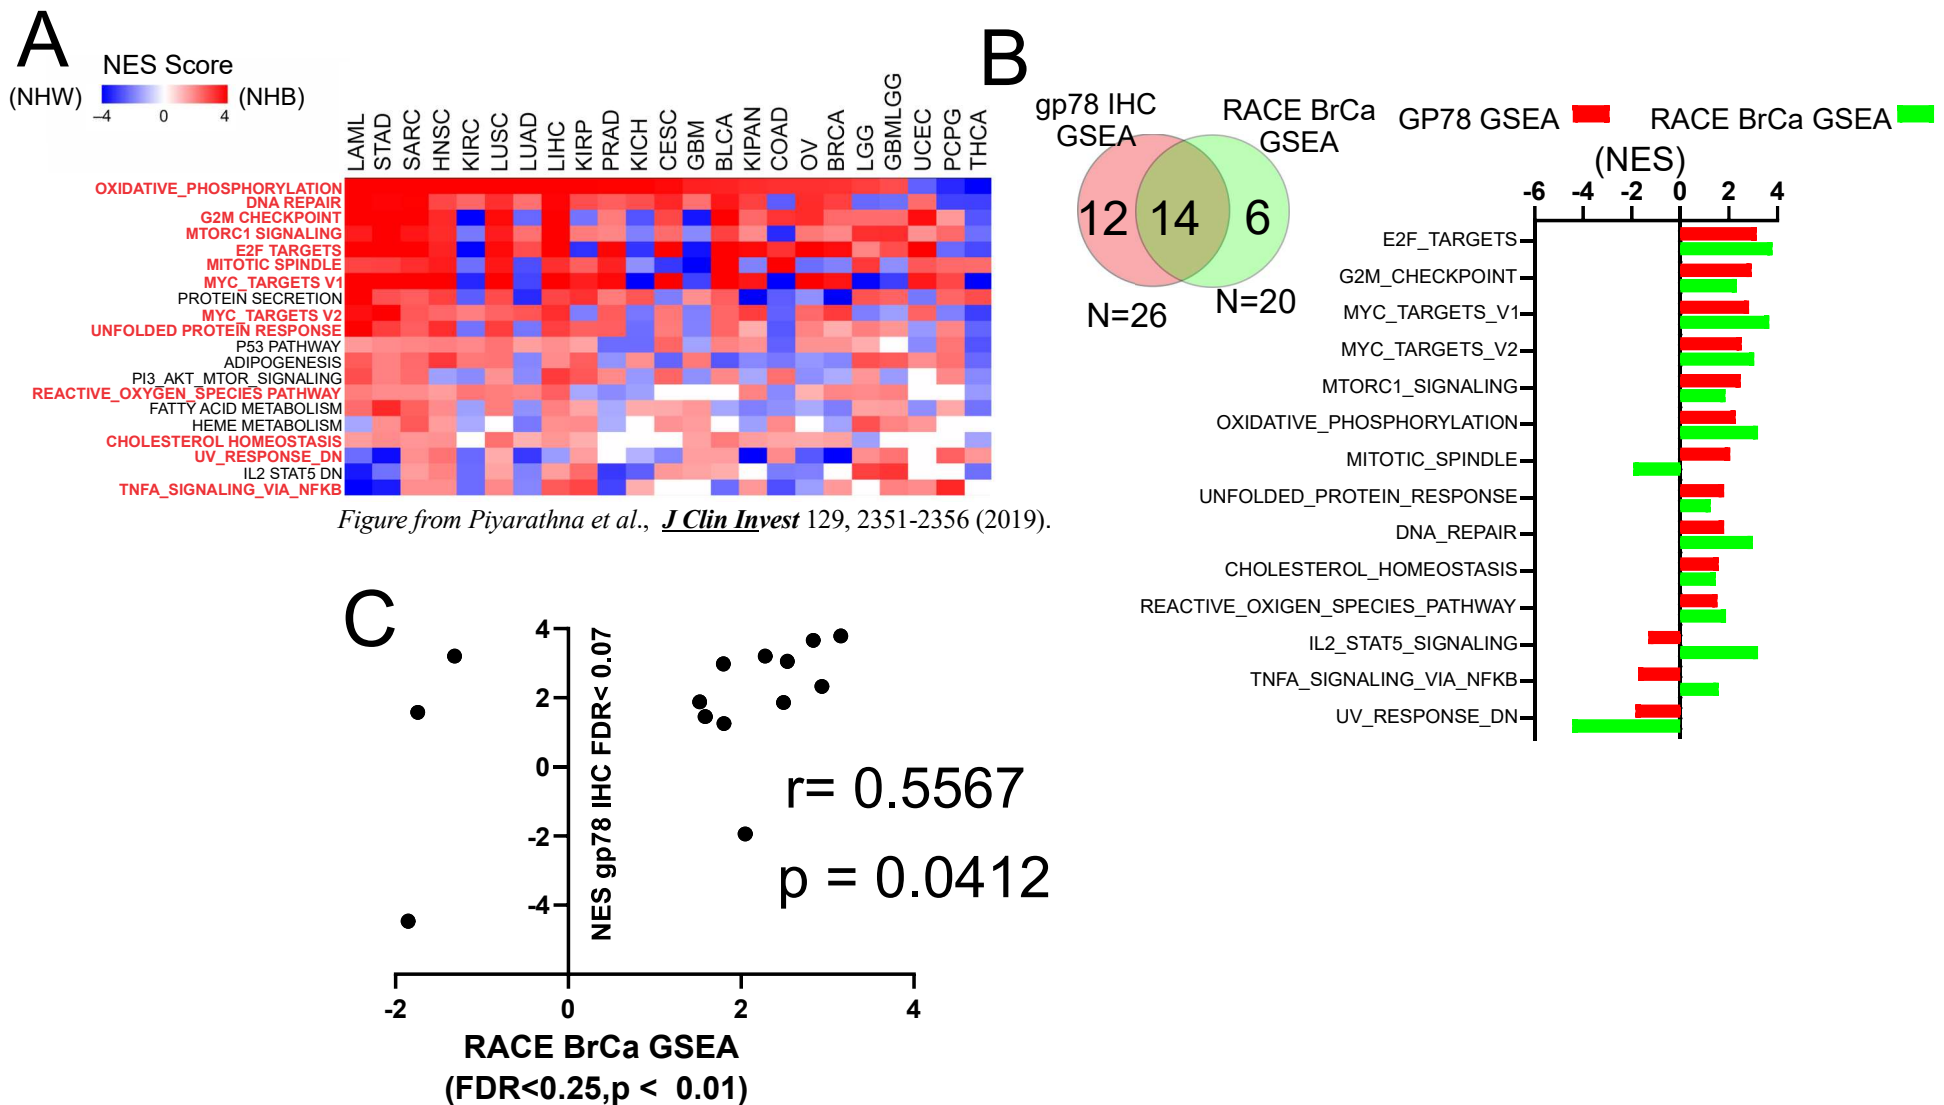 A
NES Score
(NHW)
(NHB)
−4 0 4
LAML STAD SARC HNSC KIRC LUSC LUAD LIHC KIRP PRAD KICH CESC GBM BLCA KIPAN COAD OV BRCA LGG GBMLGG UCEC PCPG THCA
OXIDATIVE_PHOSPHORYLATION
DNA REPAIR
G2M CHECKPOINT
MTORC1 SIGNALING
E2F TARGETS
MITOTIC SPINDLE
MYC_TARGETS V1
PROTEIN SECRETION
MYC_TARGETS V2
UNFOLDED PROTEIN RESPONSE
P53 PATHWAY
ADIPOGENESIS
PI3_AKT_MTOR_SIGNALING
REACTIVE_OXYGEN_SPECIES PATHWAY
FATTY ACID METABOLISM
HEME METABOLISM
CHOLESTEROL HOMEOSTASIS
UV_RESPONSE_DN
IL2 STAT5 DN
TNFA_SIGNALING_VIA_NFKB
Figure from Piyarathna et al., J Clin Invest 129, 2351-2356 (2019).
B
gp78 IHC
GSEA
RACE BrCa
GSEA
12 14 6
N=26
N=20
GP78 GSEA
RACE BrCa GSEA
(NES)
-6 -4 -2 0 2 4
E2F_TARGETS
G2M_CHECKPOINT
MYC_TARGETS_V1
MYC_TARGETS_V2
MTORC1_SIGNALING
OXIDATIVE_PHOSPHORYLATION
MITOTIC_SPINDLE
UNFOLDED_PROTEIN_RESPONSE
DNA_REPAIR
CHOLESTEROL_HOMEOSTASIS
REACTIVE_OXIGEN_SPECIES_PATHWAY
IL2_STAT5_SIGNALING
TNFA_SIGNALING_VIA_NFKB
UV_RESPONSE_DN
C
4
2
0
-2
-4
NES gp78 IHC FDR< 0.07
r= 0.5567
p = 0.0412
-2 0 2 4
RACE BrCa GSEA
(FDR<0.25,p < 0.01)